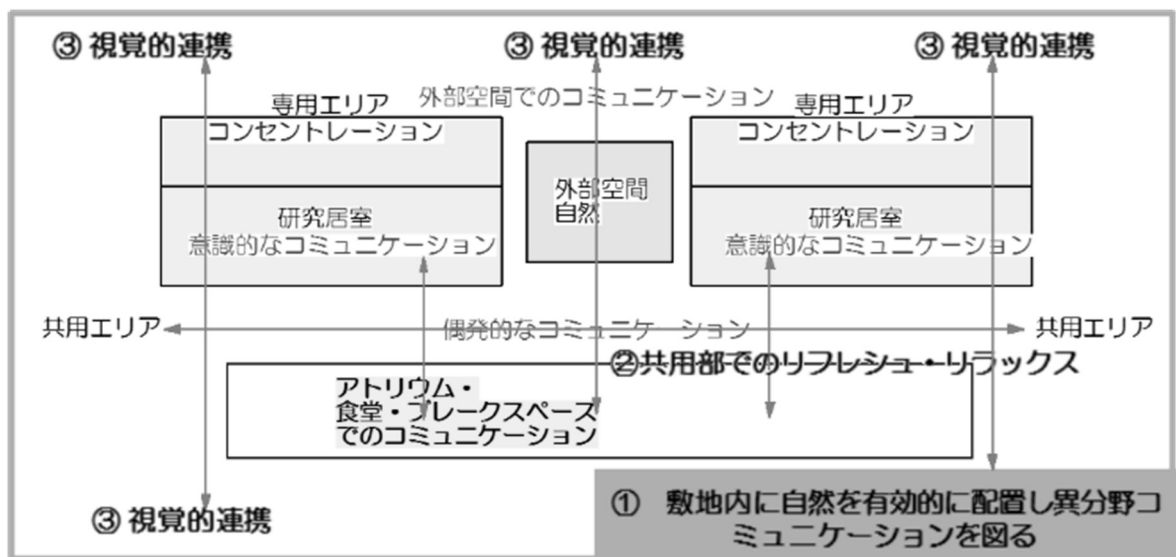 ③ 視覚的連携
③ 視覚的連携
③ 視覚的連携
外部空間でのコミュニケーション
専用エリア
コンセントレーション
専用エリア
コンセントレーション
外部空間
自然
研究居室
意識的なコミュニケーション
研究居室
意識的なコミュニケーション
共用エリア
偶発的なコミュニケーション
共用エリア
②共用部でのリフレシュ・リラックス
アトリウム・
食堂・ブレークスペース
でのコミュニケーション
③ 視覚的連携
① 敷地内に自然を有効的に配置し異分野コ
ミュニケーションを図る